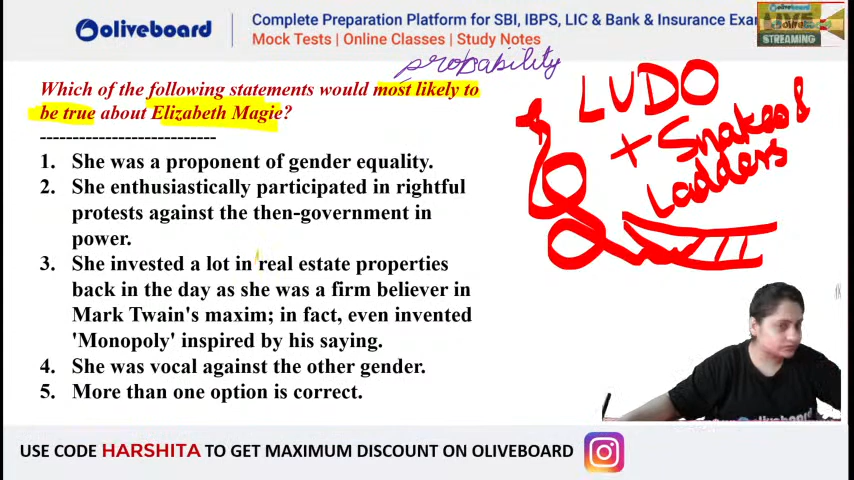 oliveboard
Complete Preparation Platform for SBI, IBPS, LIC & Bank & Insurance Exa
Mock Tests | Online Classes | Study Notes
LIVE
STREAMING
probability
Which of the following statements would most likely to
be true about Elizabeth Magie?
----------------------------
1. She was a proponent of gender equality.
2. She enthusiastically participated in rightful
protests against the then-government in
power.
3. She invested a lot in real estate properties
back in the day as she was a firm believer in
Mark Twain's maxim; in fact, even invented
'Monopoly' inspired by his saying.
4. She was vocal against the other gender.
5. More than one option is correct.
LUDO
+ Snakes &
Ladders
oliveboard
USE CODE HARSHITA TO GET MAXIMUM DISCOUNT ON OLIVEBOARD